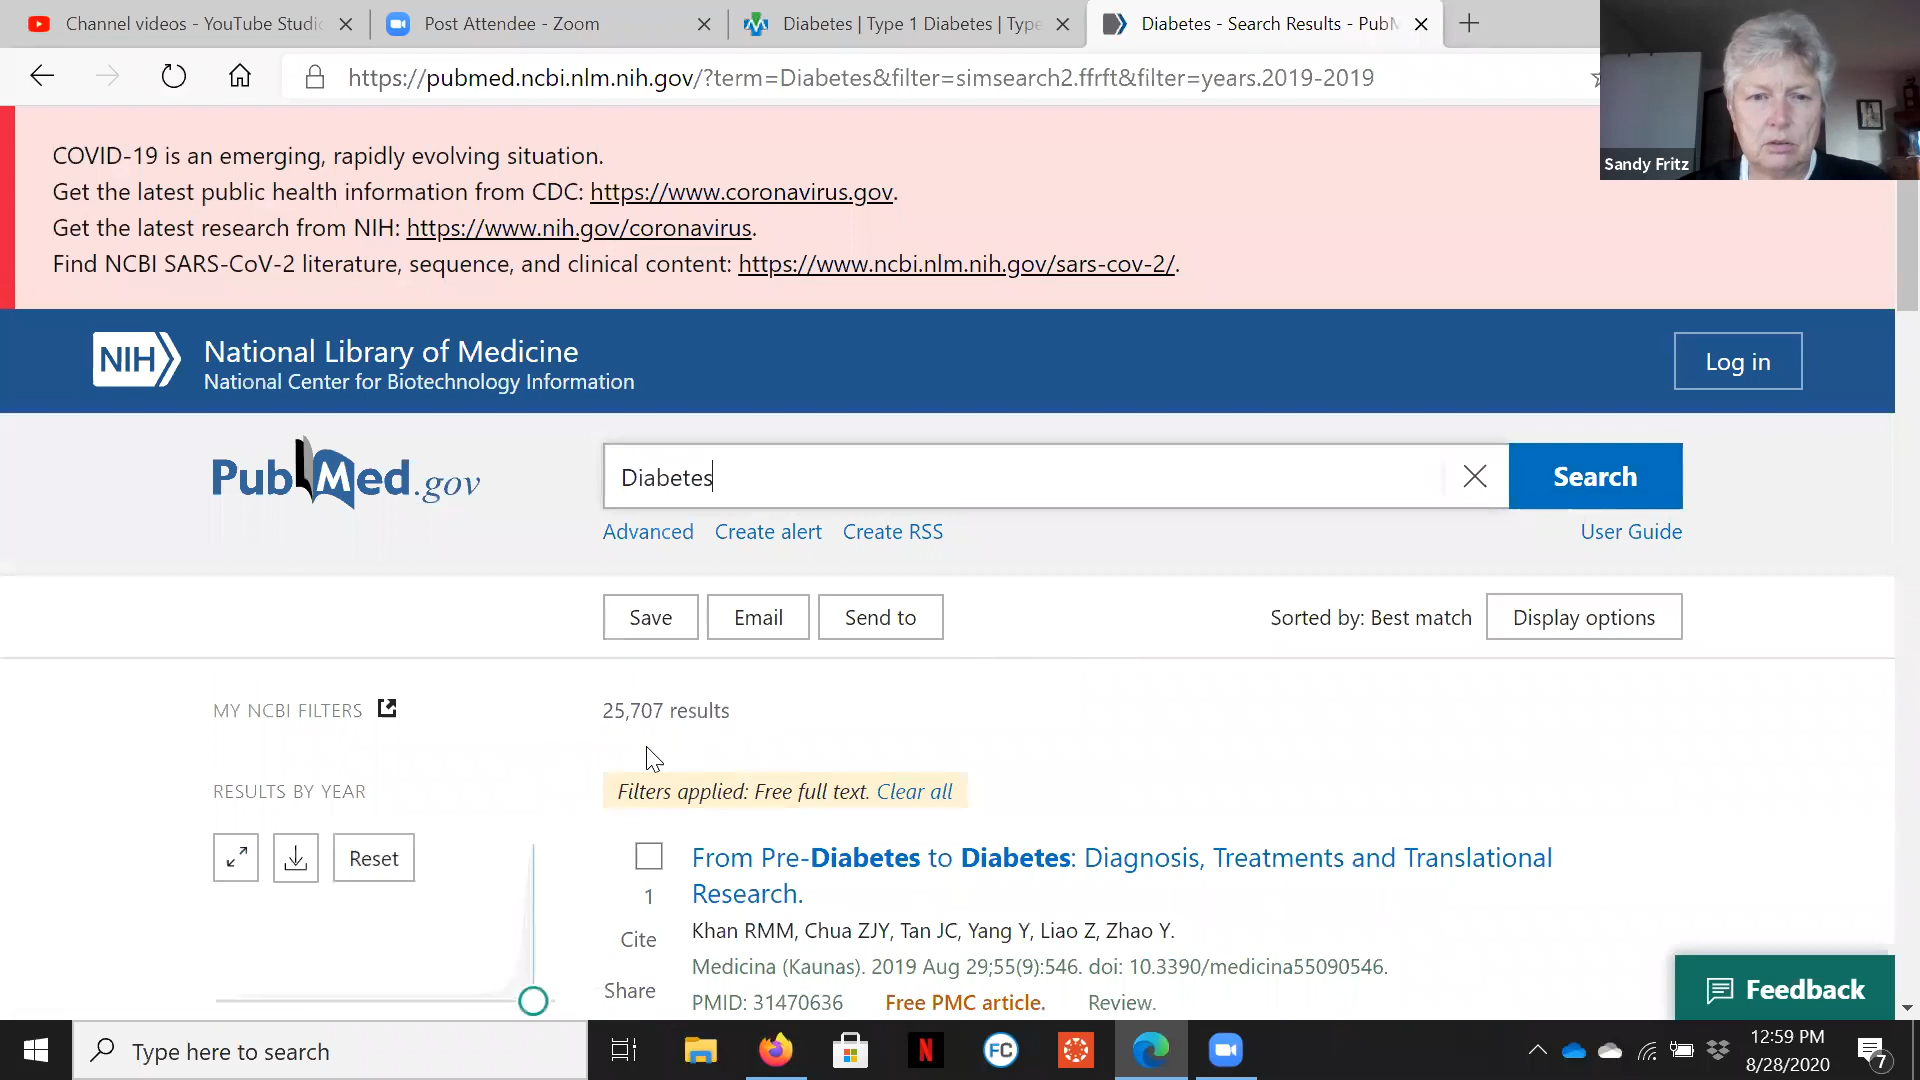 Channel videos - YouTube Studio
Post Attendee - Zoom
Diabetes | Type 1 Diabetes | Type
Diabetes - Search Results - PubM
https://pubmed.ncbi.nlm.nih.gov/?term=Diabetes&filter=simsearch2.ffrft&filter=years.2019-2019
Sandy Fritz
COVID-19 is an emerging, rapidly evolving situation.
Get the latest public health information from CDC: https://www.coronavirus.gov.
Get the latest research from NIH: https://www.nih.gov/coronavirus.
Find NCBI SARS-CoV-2 literature, sequence, and clinical content: https://www.ncbi.nlm.nih.gov/sars-cov-2/.
NIH
National Library of Medicine
National Center for Biotechnology Information
Log in
PubMed.gov
Diabetes
Search
Advanced
Create alert
Create RSS
User Guide
Save
Email
Send to
Sorted by: Best match
Display options
MY NCBI FILTERS
25,707 results
RESULTS BY YEAR
Filters applied: Free full text. Clear all
Reset
From Pre-Diabetes to Diabetes: Diagnosis, Treatments and Translational
Research.
1
Khan RMM, Chua ZJY, Tan JC, Yang Y, Liao Z, Zhao Y.
Cite
Medicina (Kaunas). 2019 Aug 29;55(9):546. doi: 10.3390/medicina55090546.
Share
PMID: 31470636
Free PMC article.
Review.
Feedback
Type here to search
N
FC
12:59 PM
8/28/2020
7